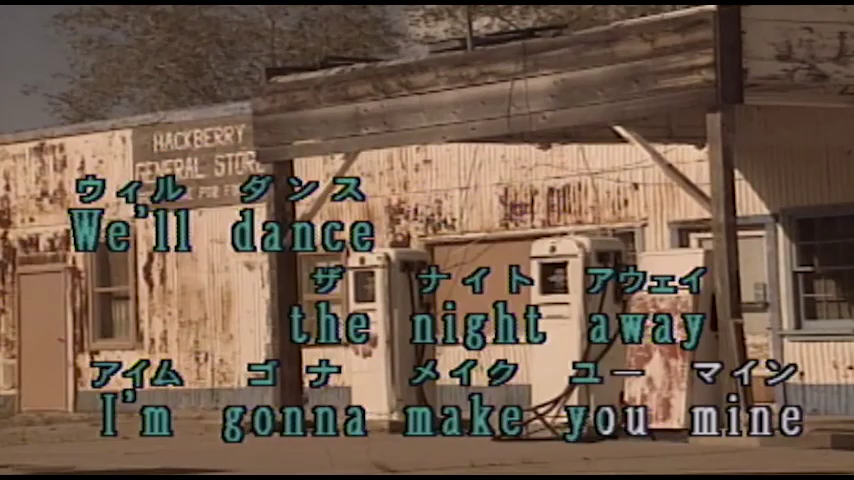 HACKBERRY
GENERAL STORE
ウィル ダンス
We'll dance
ザ ナイト アウェイ
the night away
アイム ゴナ メイク ユー マイン
I'm gonna make you mine